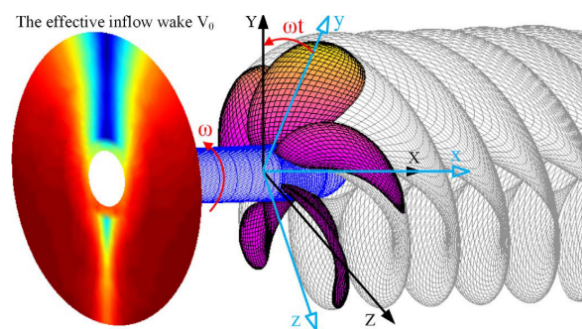 The effective inflow wake V₀
Y
ωt
y
ω
X
x
z
Z